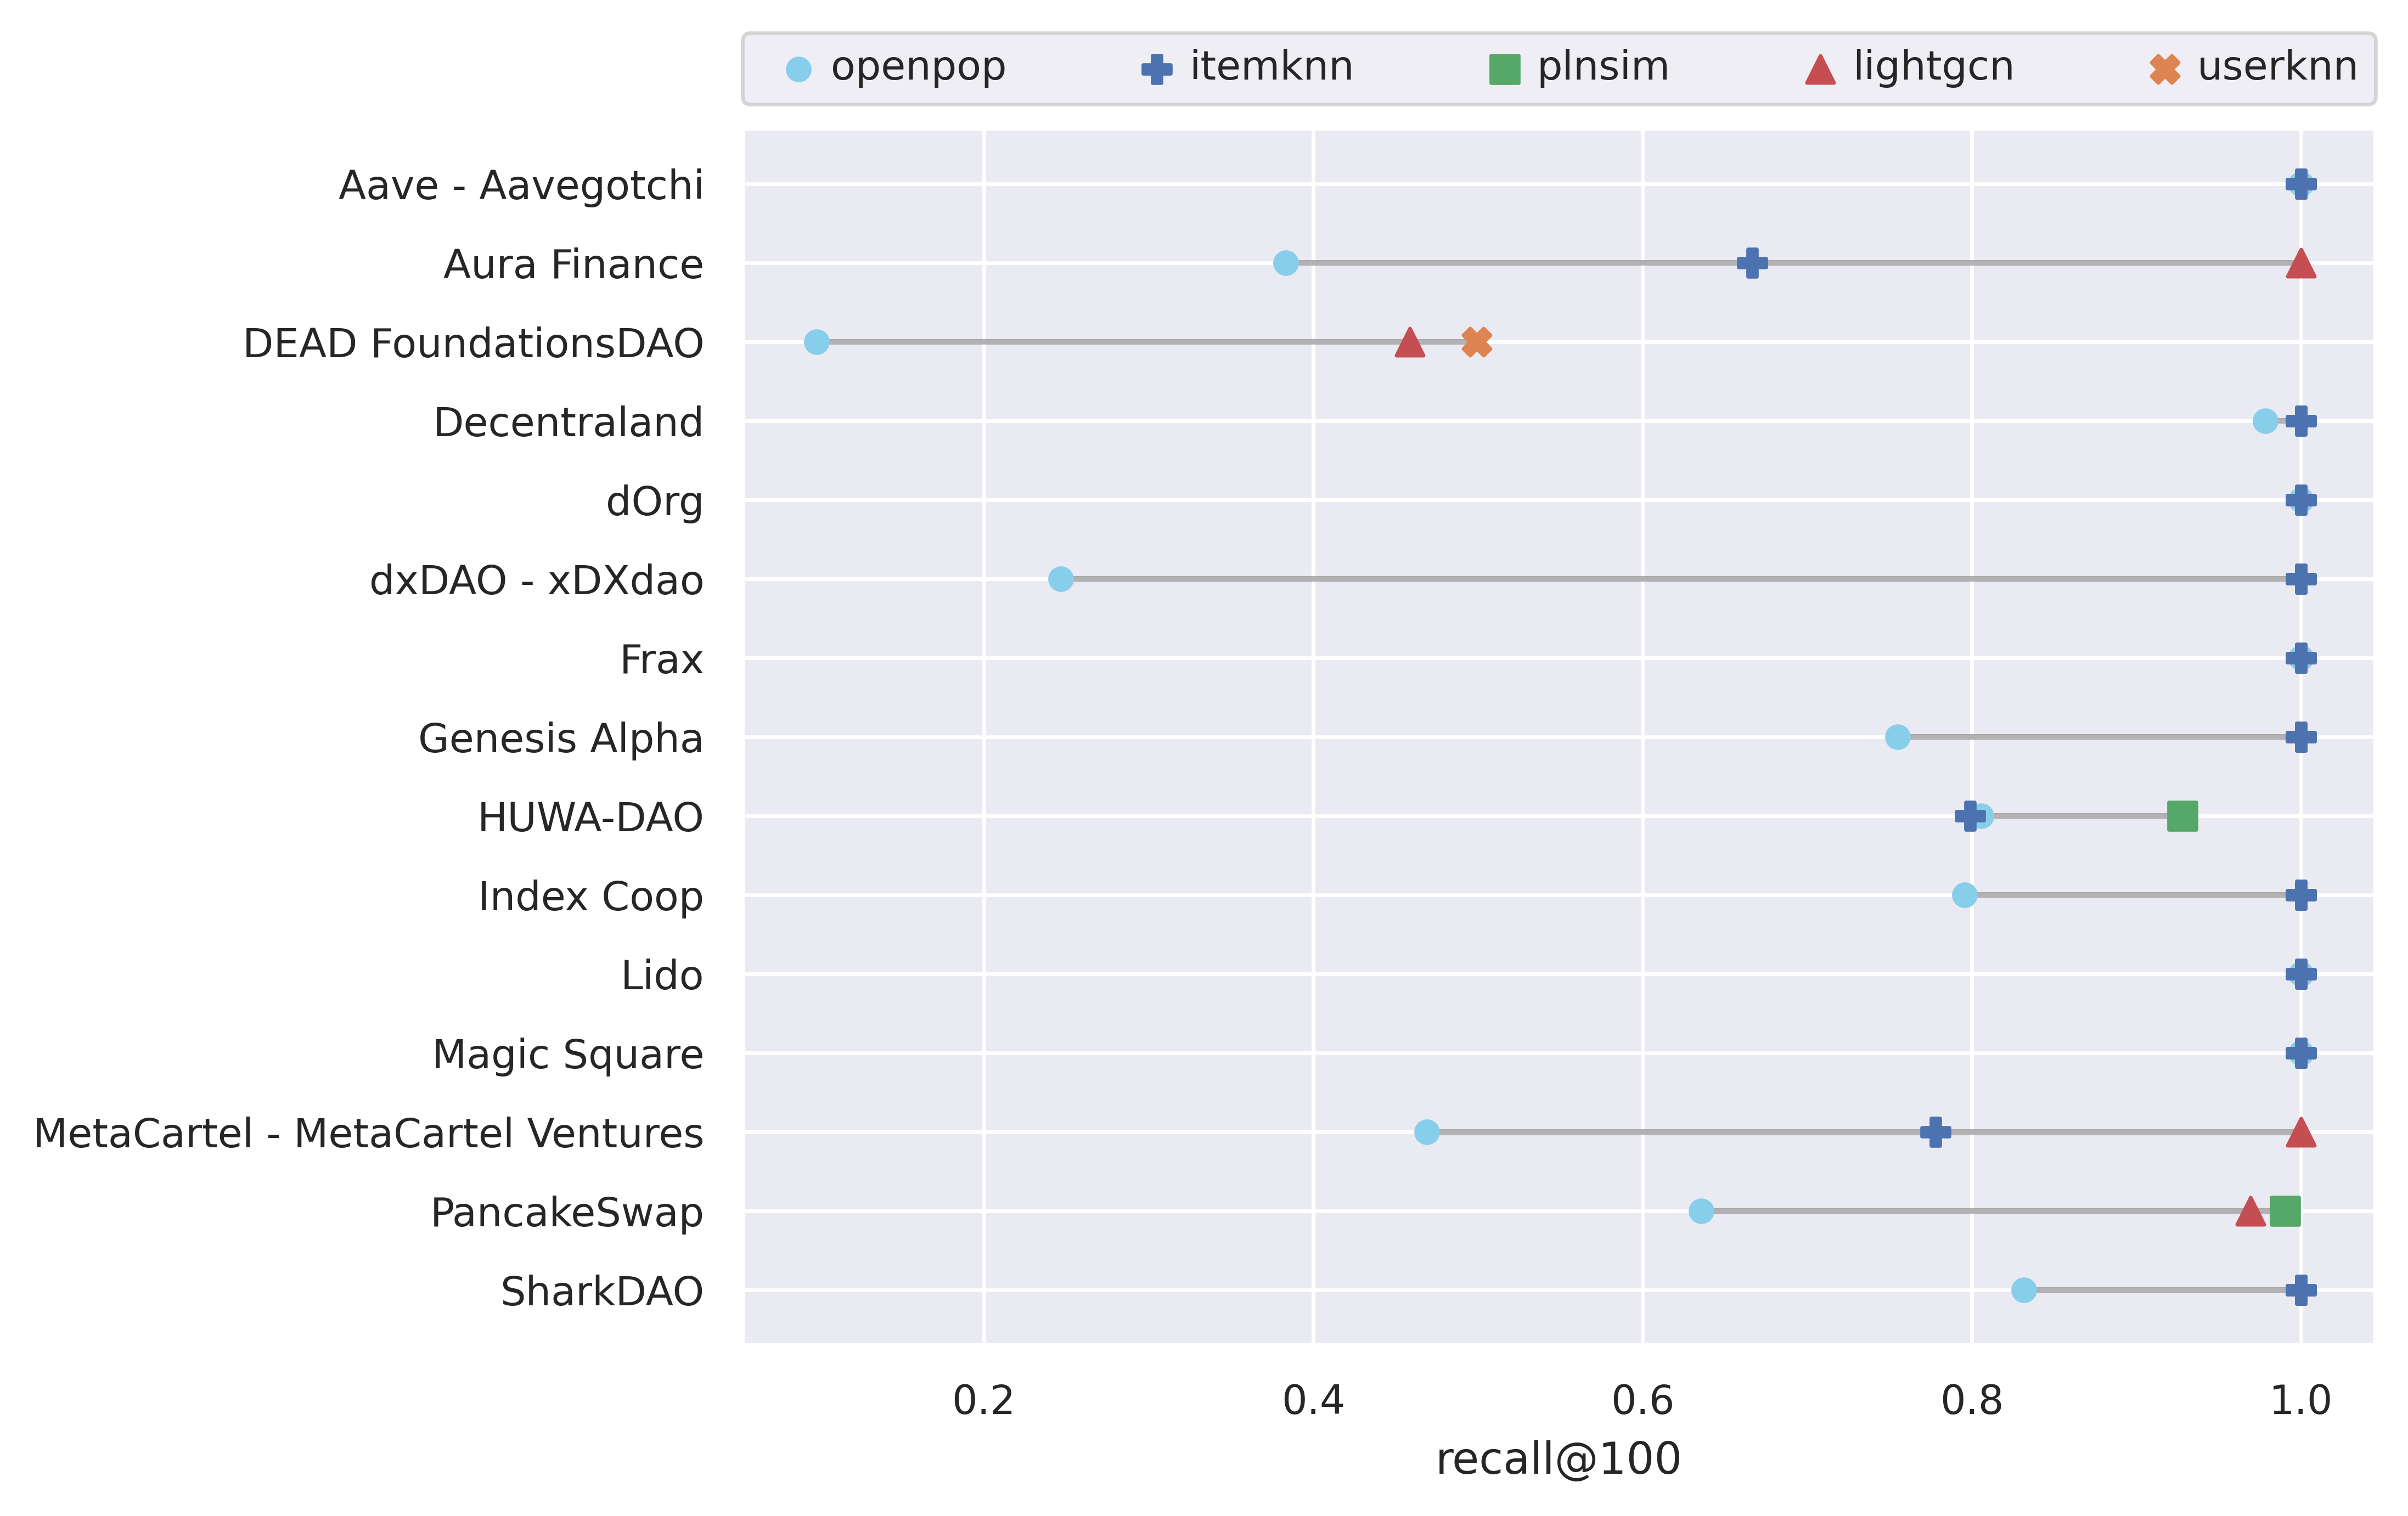 openpop itemknn plnsim lightgcn userknn
Aave - Aavegotchi
Aura Finance
DEAD FoundationsDAO
Decentraland
dOrg
dxDAO - xDXdao
Frax
Genesis Alpha
HUWA-DAO
Index Coop
Lido
Magic Square
MetaCartel - MetaCartel Ventures
PancakeSwap
SharkDAO
0.2 0.4 0.6 0.8 1.0
recall@100